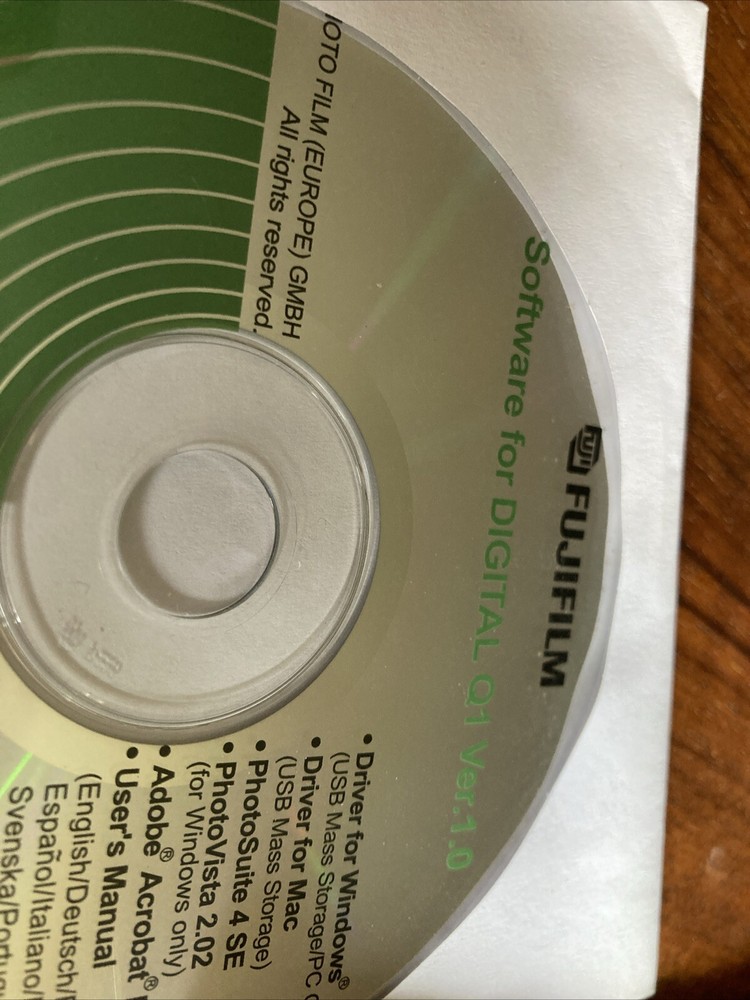 FUJI FUJIFILM
Software for DIGITAL Q1 Ver.1.0
OTO FILM (EUROPE) GMBH
All rights reserved.
• Driver for Windows®
(USB Mass Storage/PC
• Driver for Mac
(USB Mass Storage)
• PhotoSuite 4 SE
• PhotoVista 2.02
(for Windows only)
• Adobe® Acrobat®
• User's Manual
(English/Deutsch/
Español/Italiano/
Svenska/Portug